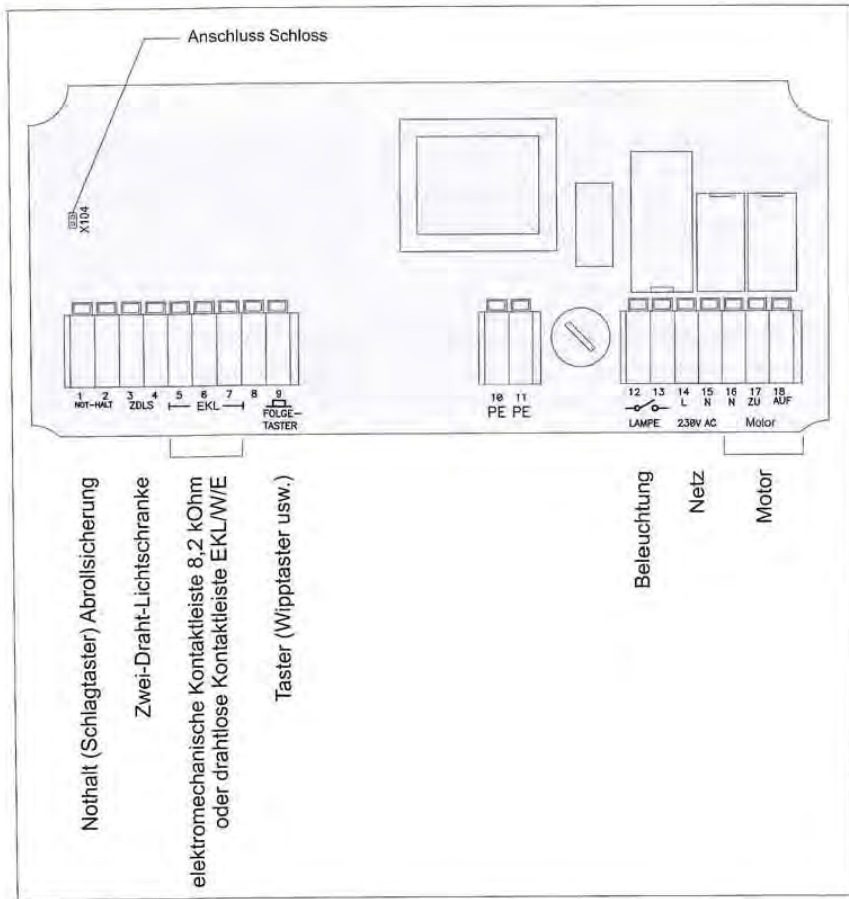 Anschluss Schloss
X104
1 2 3 4 5 6 7 8 9
NOT-HALT ZDLS EKL
FOLGE-
TASTER
10 11
PE PE
12 13 14 15 16 17 18
L N N ZU AUF
LAMPE 230V AC Motor
Nothalt (Schlagtaster) Abrollsicherung
Zwei-Draht-Lichtschranke
elektromechanische Kontaktleiste 8,2 kOhm
oder drahtlose Kontaktleiste EKL/W/E
Taster (Wipptaster usw.)
Beleuchtung
Netz
Motor